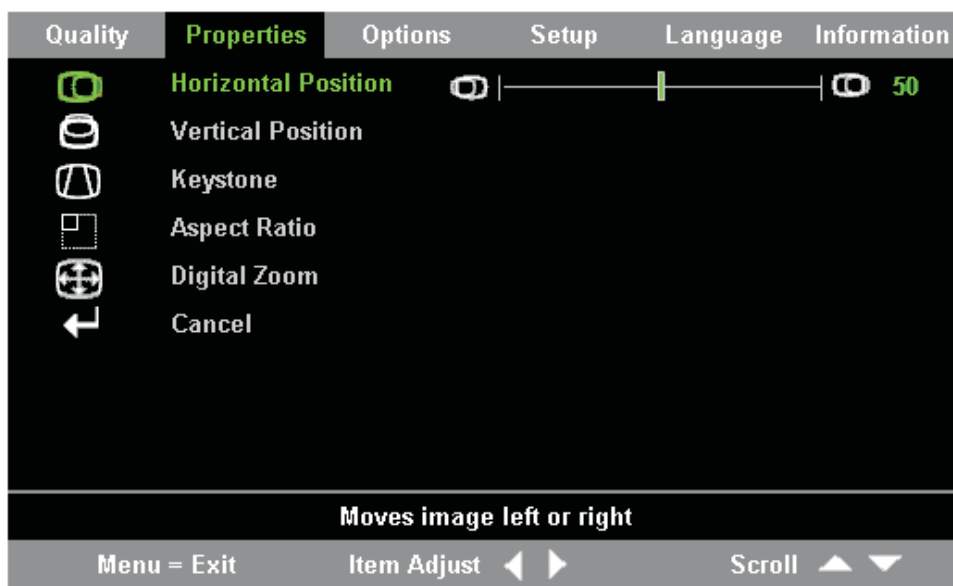 Quality Properties Options Setup Language Information
Horizontal Position 50
Vertical Position
Keystone
Aspect Ratio
Digital Zoom
Cancel
Moves image left or right
Menu = Exit Item Adjust Scroll